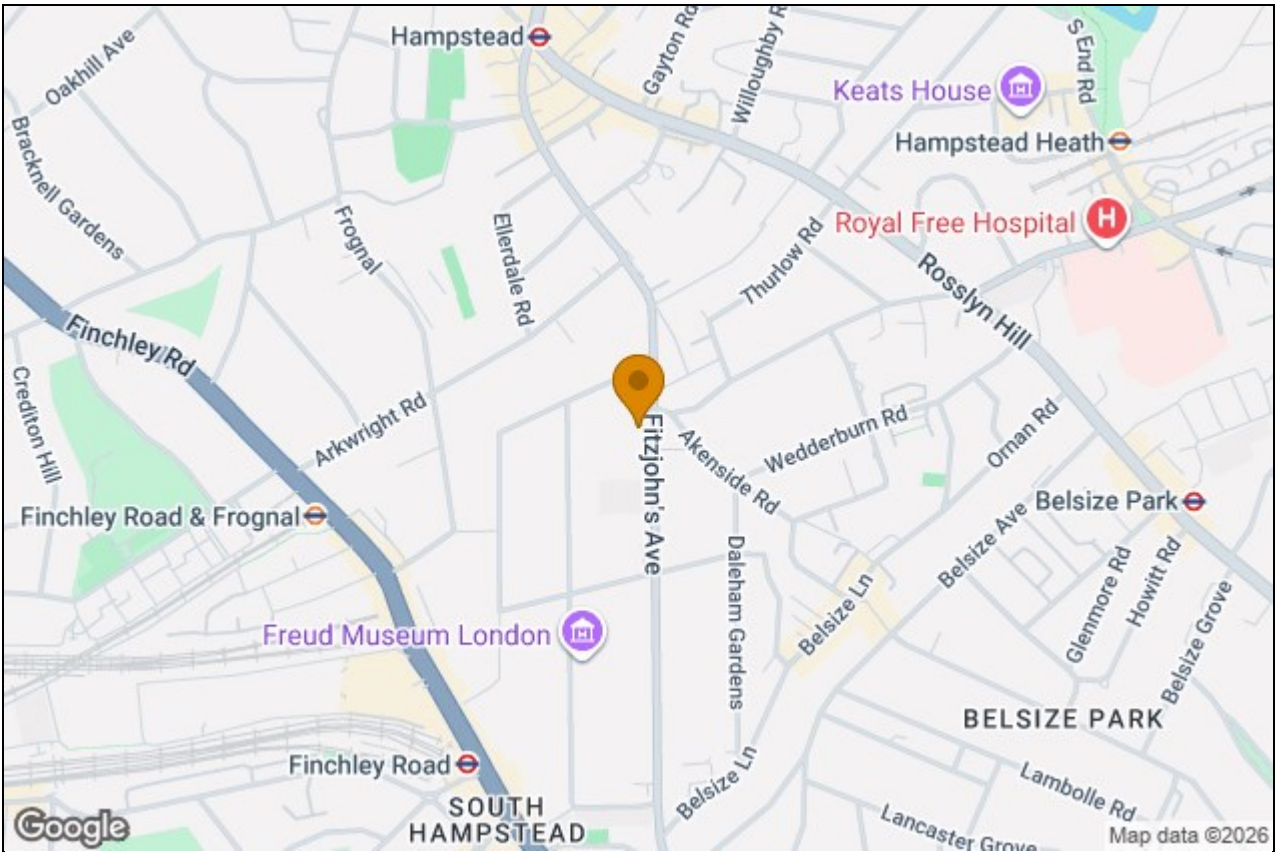 Hampstead
Oakhill Ave
Gayton Rd
Willoughby R
S End Rd
Keats House
Hampstead Heath
Bracknell Gardens
Frognal
Ellerdale Rd
Thurlow Rd
Royal Free Hospital
H
Rosslyn Hill
Finchley Rd
Crediton Hill
Arkwright Rd
Fitzjohn's Ave
Akenside Rd
Wedderburn Rd
Ornan Rd
Finchley Road & Frognal
Belsize Park
Belsize Ave
Daleham Gardens
Belsize Ln
Glenmore Rd
Howitt Rd
Belsize Grove
Freud Museum London
BELSIZE PARK
Finchley Road
Belsize Ln
Lambolle Rd
SOUTH
HAMPSTEAD
Lancaster Grove
Google
Map data ©2026